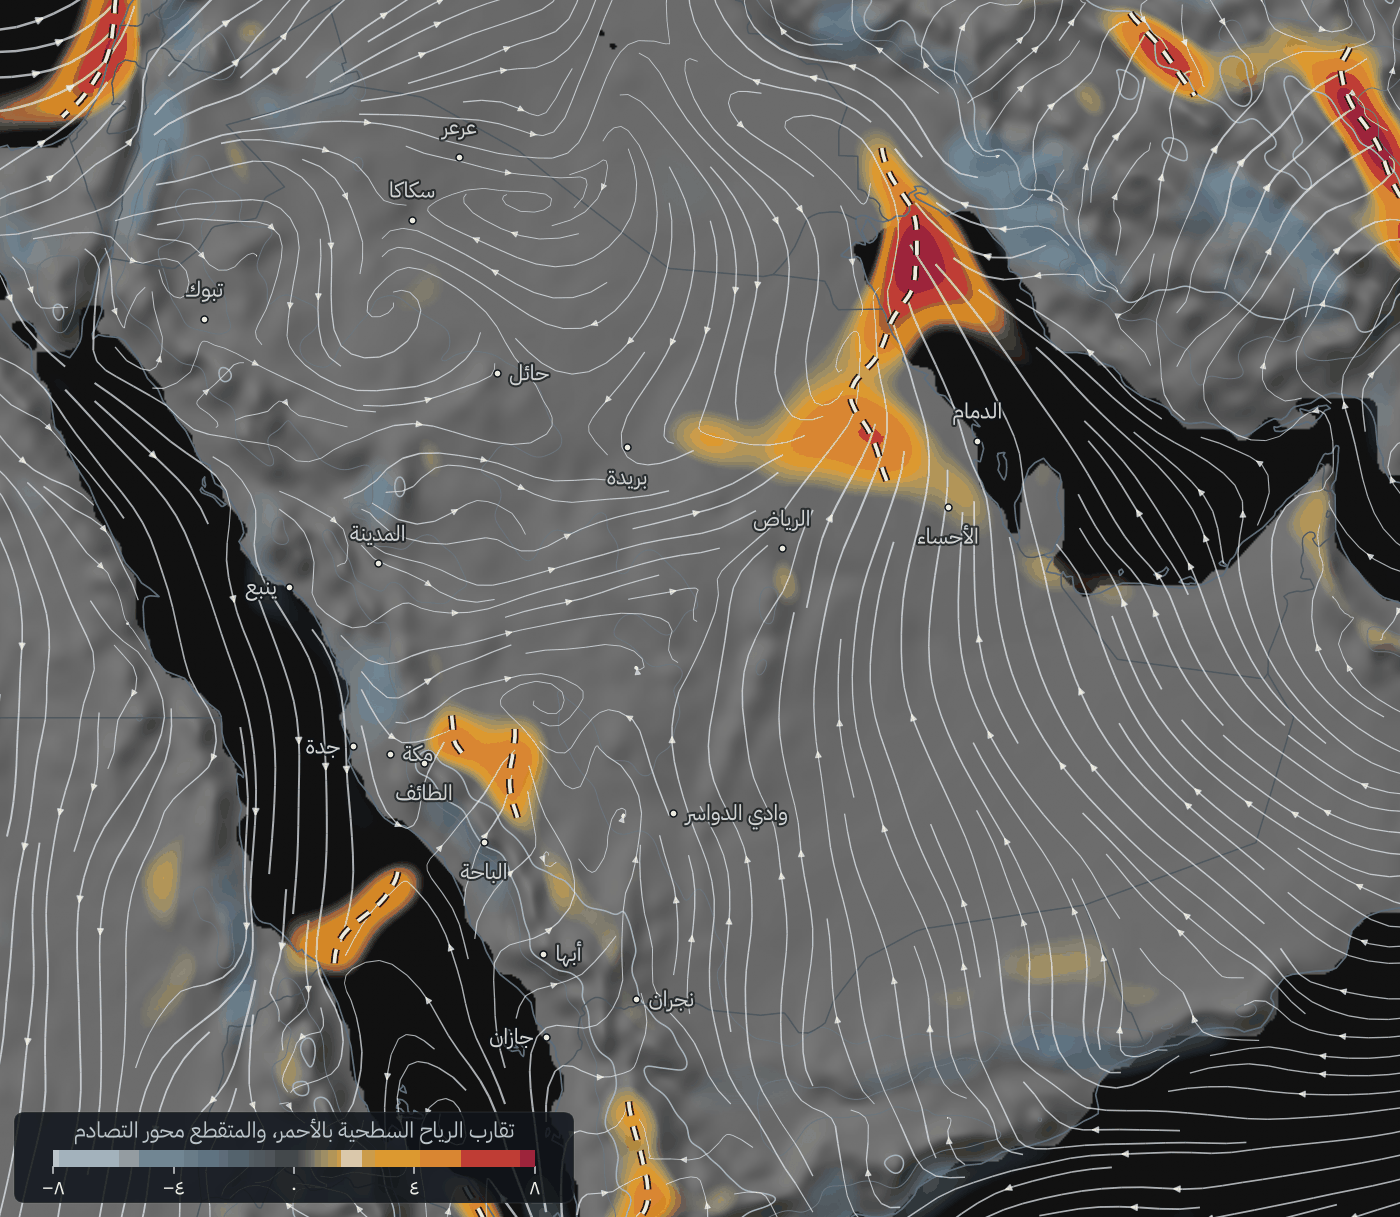 عرعر
سكاكا
تبوك
حائل
الدمام
بريدة
الرياض
الأحساء
المدينة
ينبع
جدة
مكة
الطائف
وادي الدواسر
الباحة
أبها
نجران
جازان
تقارب الرياح السطحية بالأحمر، والمتقطع محور التصادم
−٨ −٤ ٠ ٤ ٨